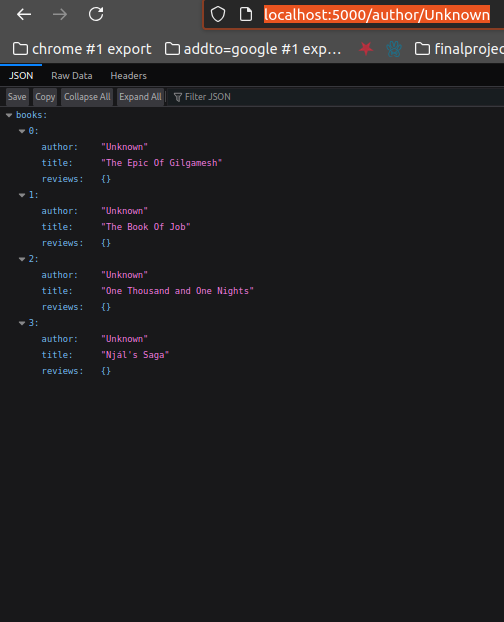 localhost:5000/author/Unknown
chrome #1 export addto=google #1 exp… finalprojec
JSON Raw Data Headers
Save Copy Collapse All Expand All Filter JSON
books:
0:
author: "Unknown"
title: "The Epic Of Gilgamesh"
reviews: {}
1:
author: "Unknown"
title: "The Book Of Job"
reviews: {}
2:
author: "Unknown"
title: "One Thousand and One Nights"
reviews: {}
3:
author: "Unknown"
title: "Njál's Saga"
reviews: {}